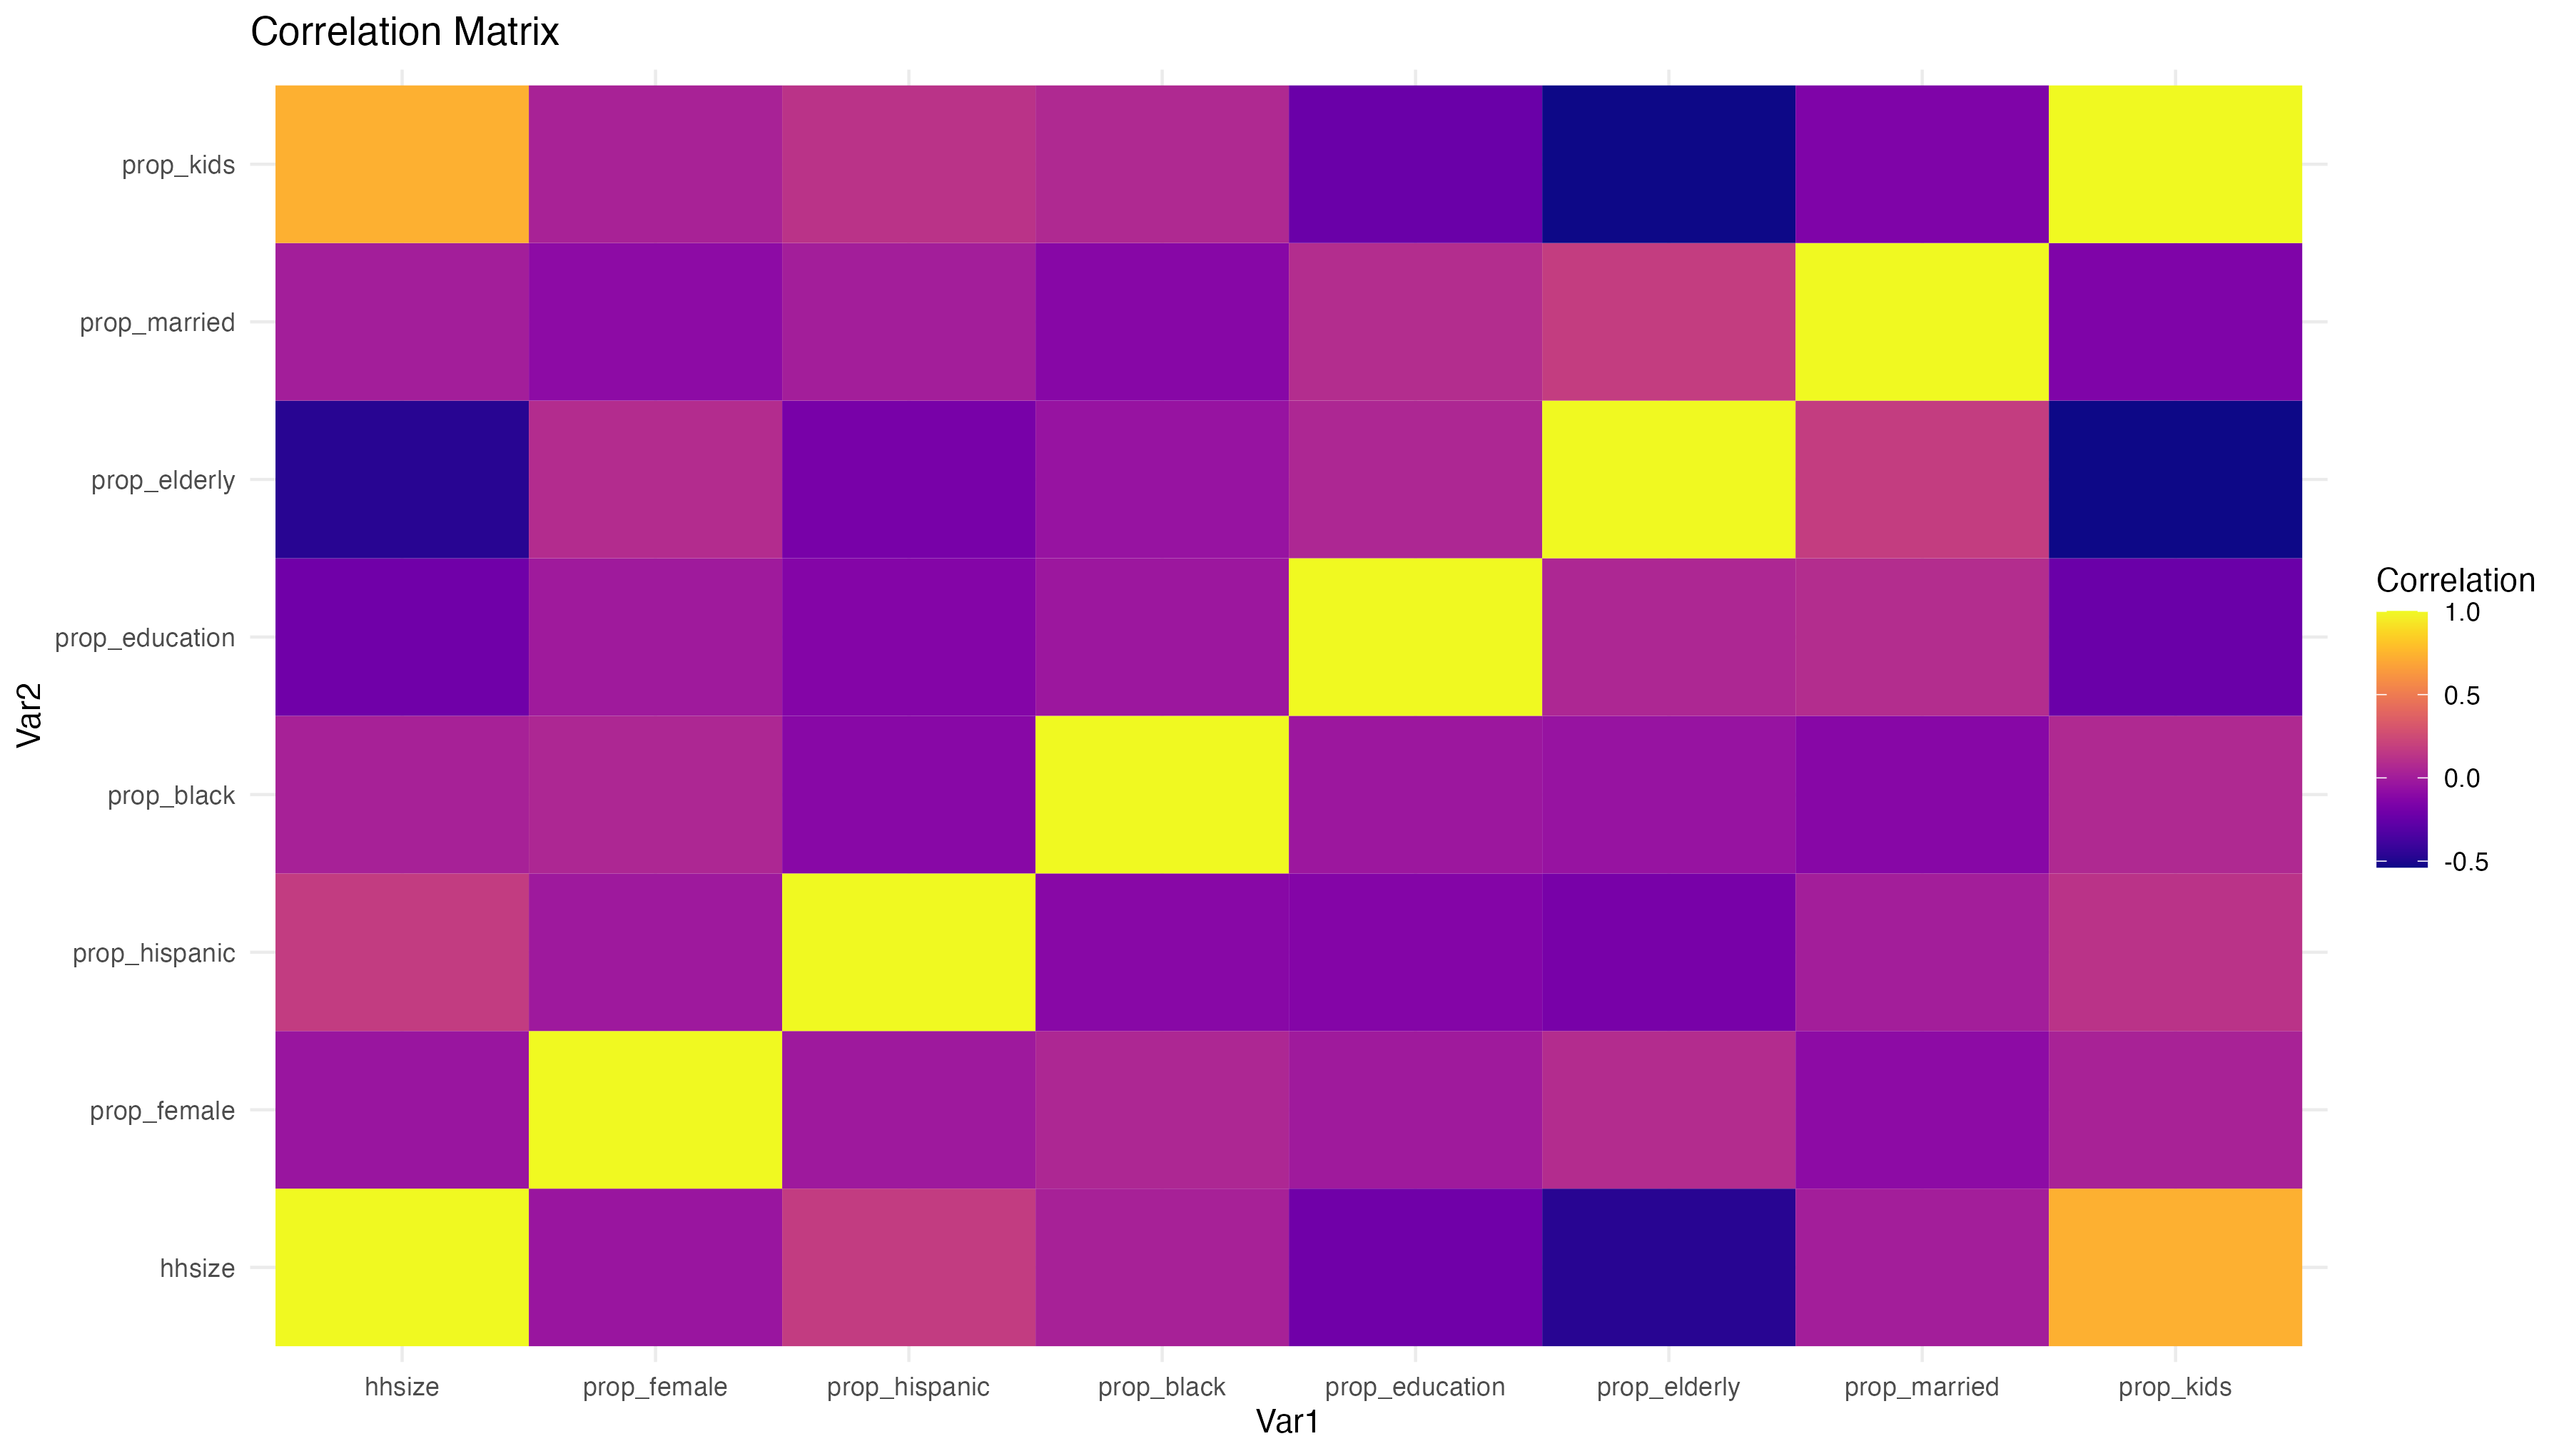 Correlation Matrix
prop_kids
prop_married
prop_elderly
prop_education
prop_black
prop_hispanic
prop_female
hhsize
Var2
hhsize prop_female prop_hispanic prop_black prop_education prop_elderly prop_married prop_kids
Var1
Correlation
1.0
0.5
0.0
-0.5